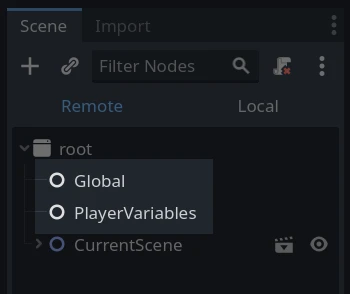 Scene Import
Filter Nodes
Remote Local
root
Global
PlayerVariables
CurrentScene